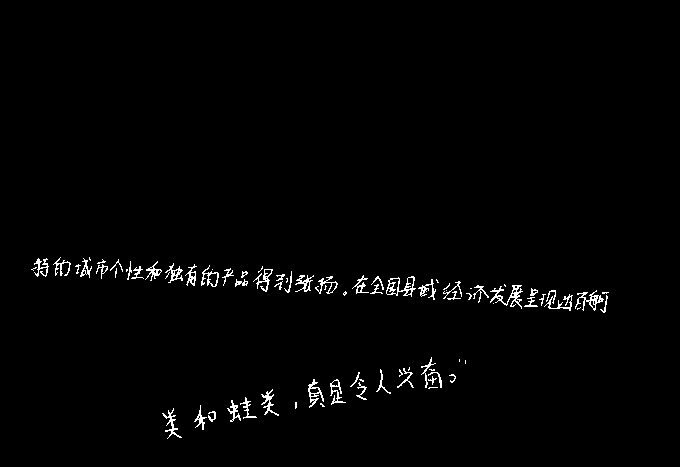 特的城市个性和独有的产品得到张扬。在全国县域经济发展呈现出百舸
类和蛙类，真是令人兴奋。”